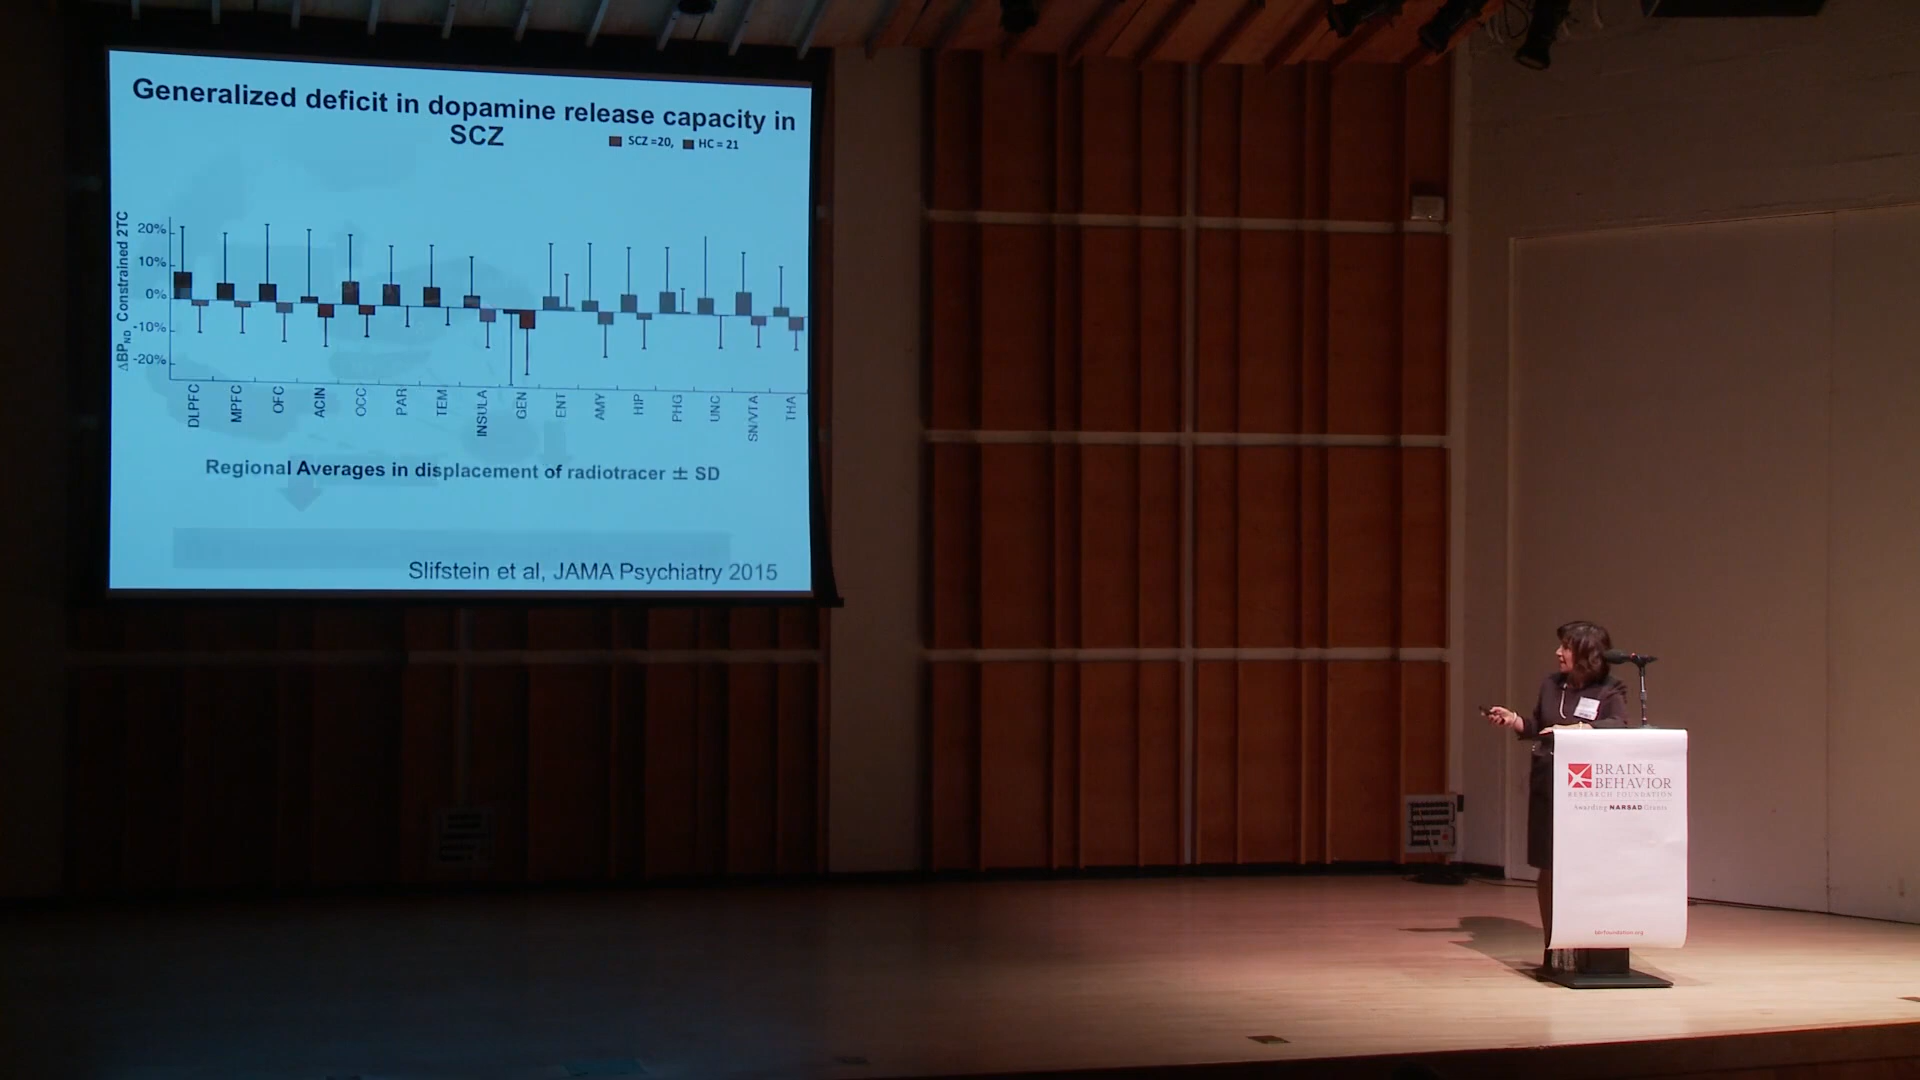 Generalized deficit in dopamine release capacity in
SCZ
SCZ =20, HC = 21
ΔBPND Constrained 2TC
20%
10%
0%
-10%
-20%
DLPFC MPFC OFC ACIN OCC PAR TEM INSULA GEN ENT AMY HIP PHG UNC SN/VTA THA
Regional Averages in displacement of radiotracer ± SD
Slifstein et al, JAMA Psychiatry 2015
BRAIN &
BEHAVIOR
RESEARCH FOUNDATION
Awarding NARSAD Grants
bbrfoundation.org